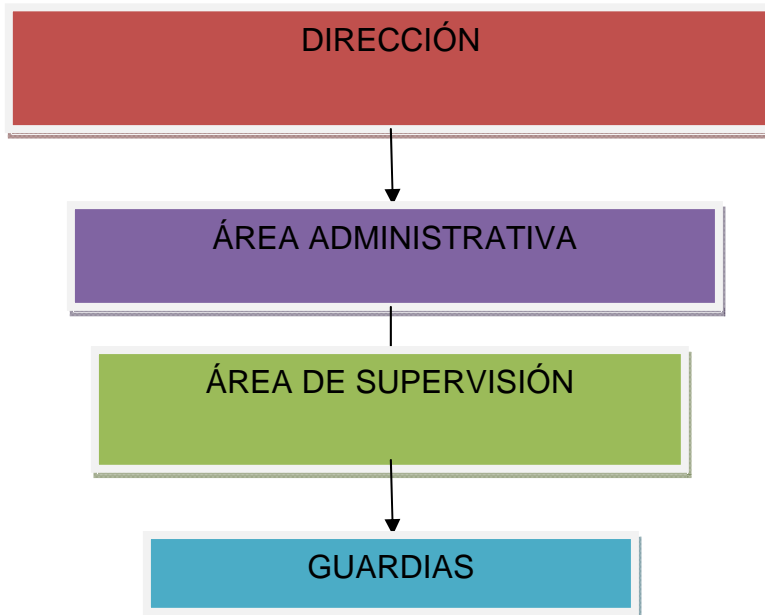 DIRECCIÓN
ÁREA ADMINISTRATIVA
ÁREA DE SUPERVISIÓN
GUARDIAS